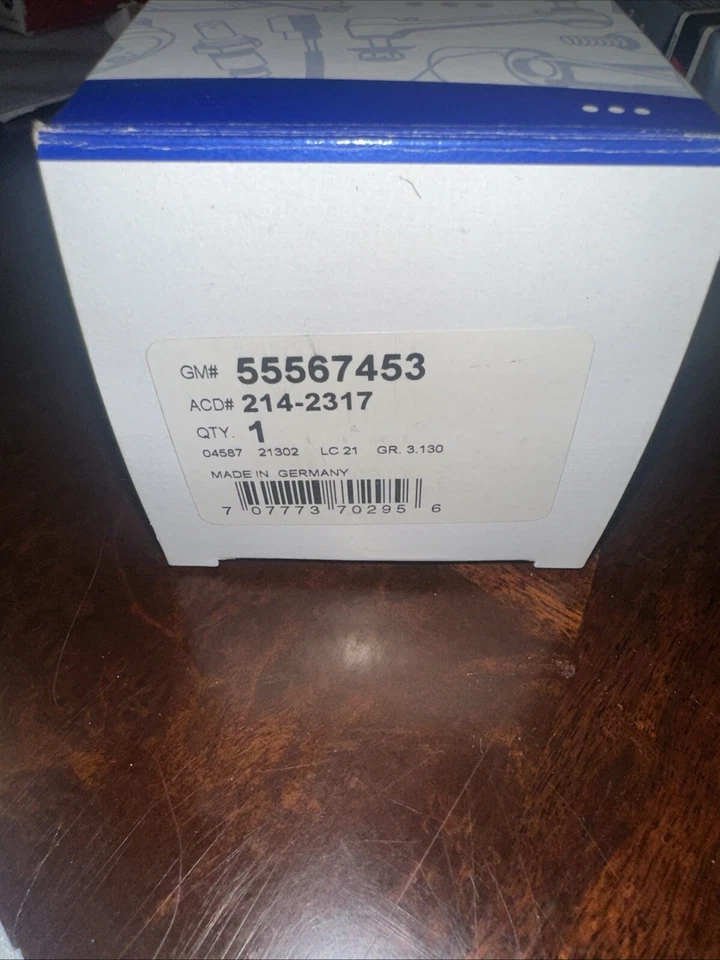 GM# 55567453
ACD# 214-2317
QTY. 1
04587 21302 LC 21 GR. 3.130
MADE IN GERMANY
7 07773 70295 6